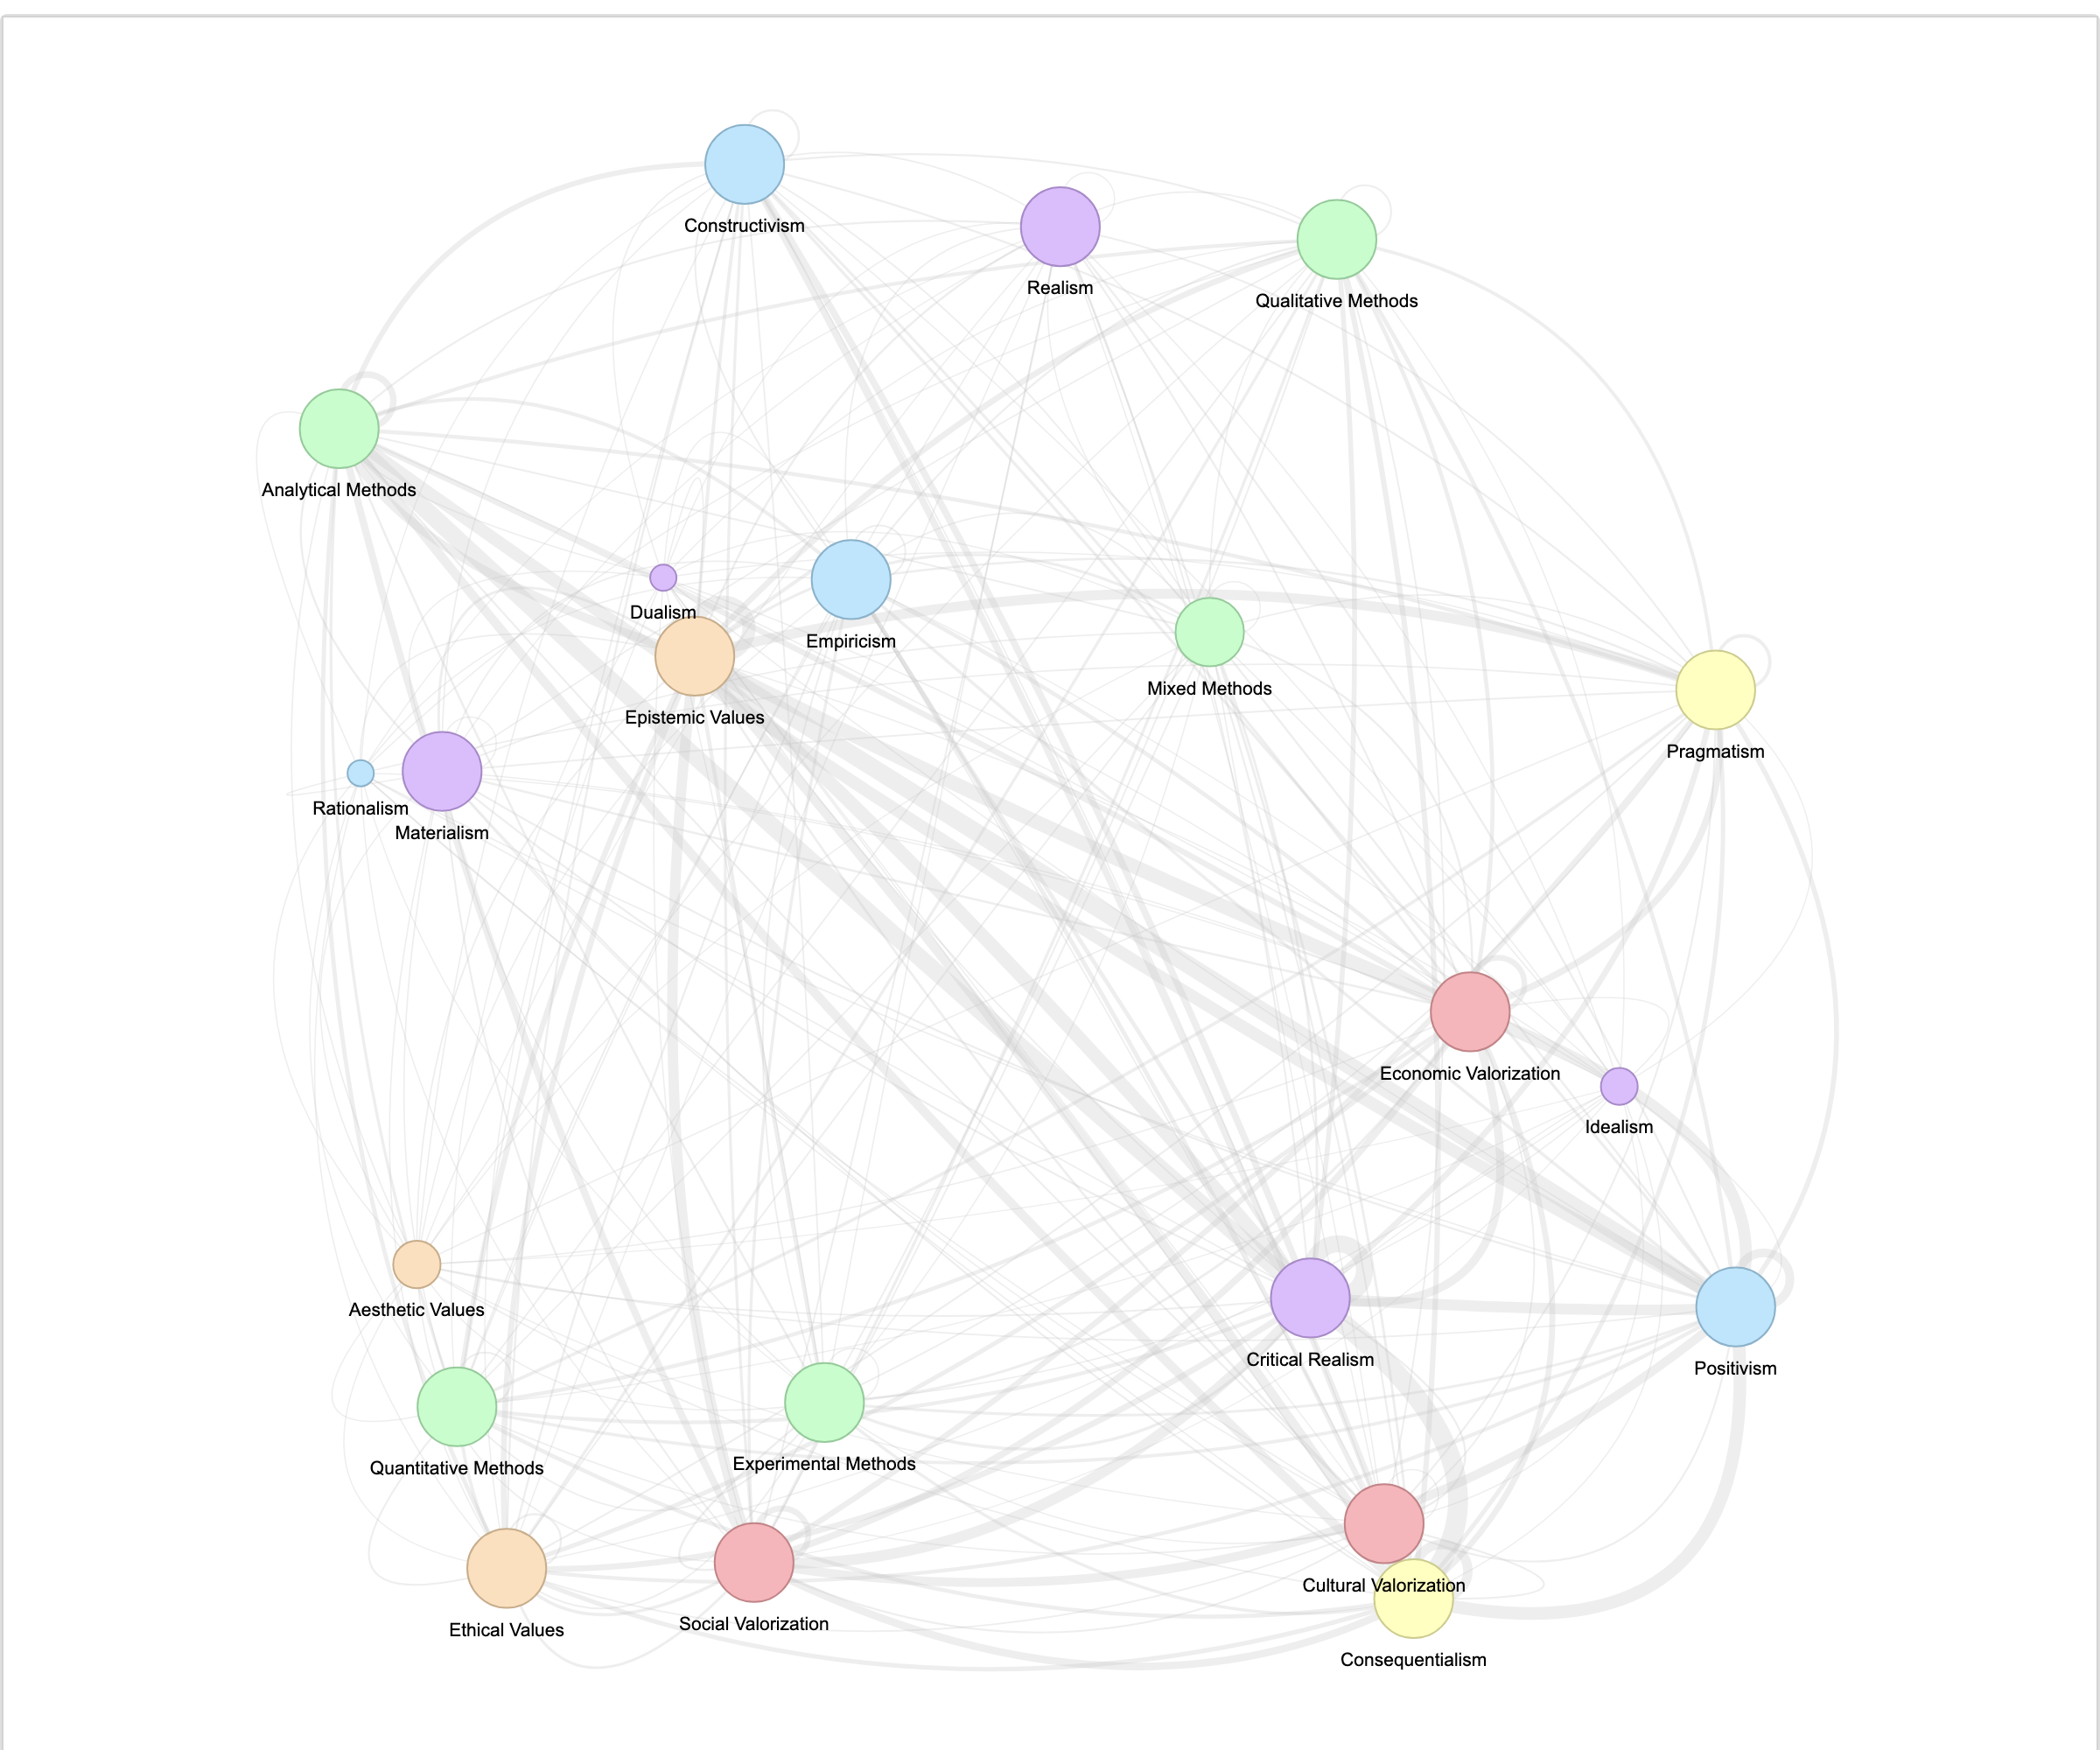 Constructivism
Realism
Qualitative Methods
Analytical Methods
Dualism
Empiricism
Mixed Methods
Epistemic Values
Pragmatism
Rationalism
Materialism
Economic Valorization
Idealism
Aesthetic Values
Critical Realism
Positivism
Quantitative Methods
Experimental Methods
Cultural Valorization
Ethical Values
Social Valorization
Consequentialism